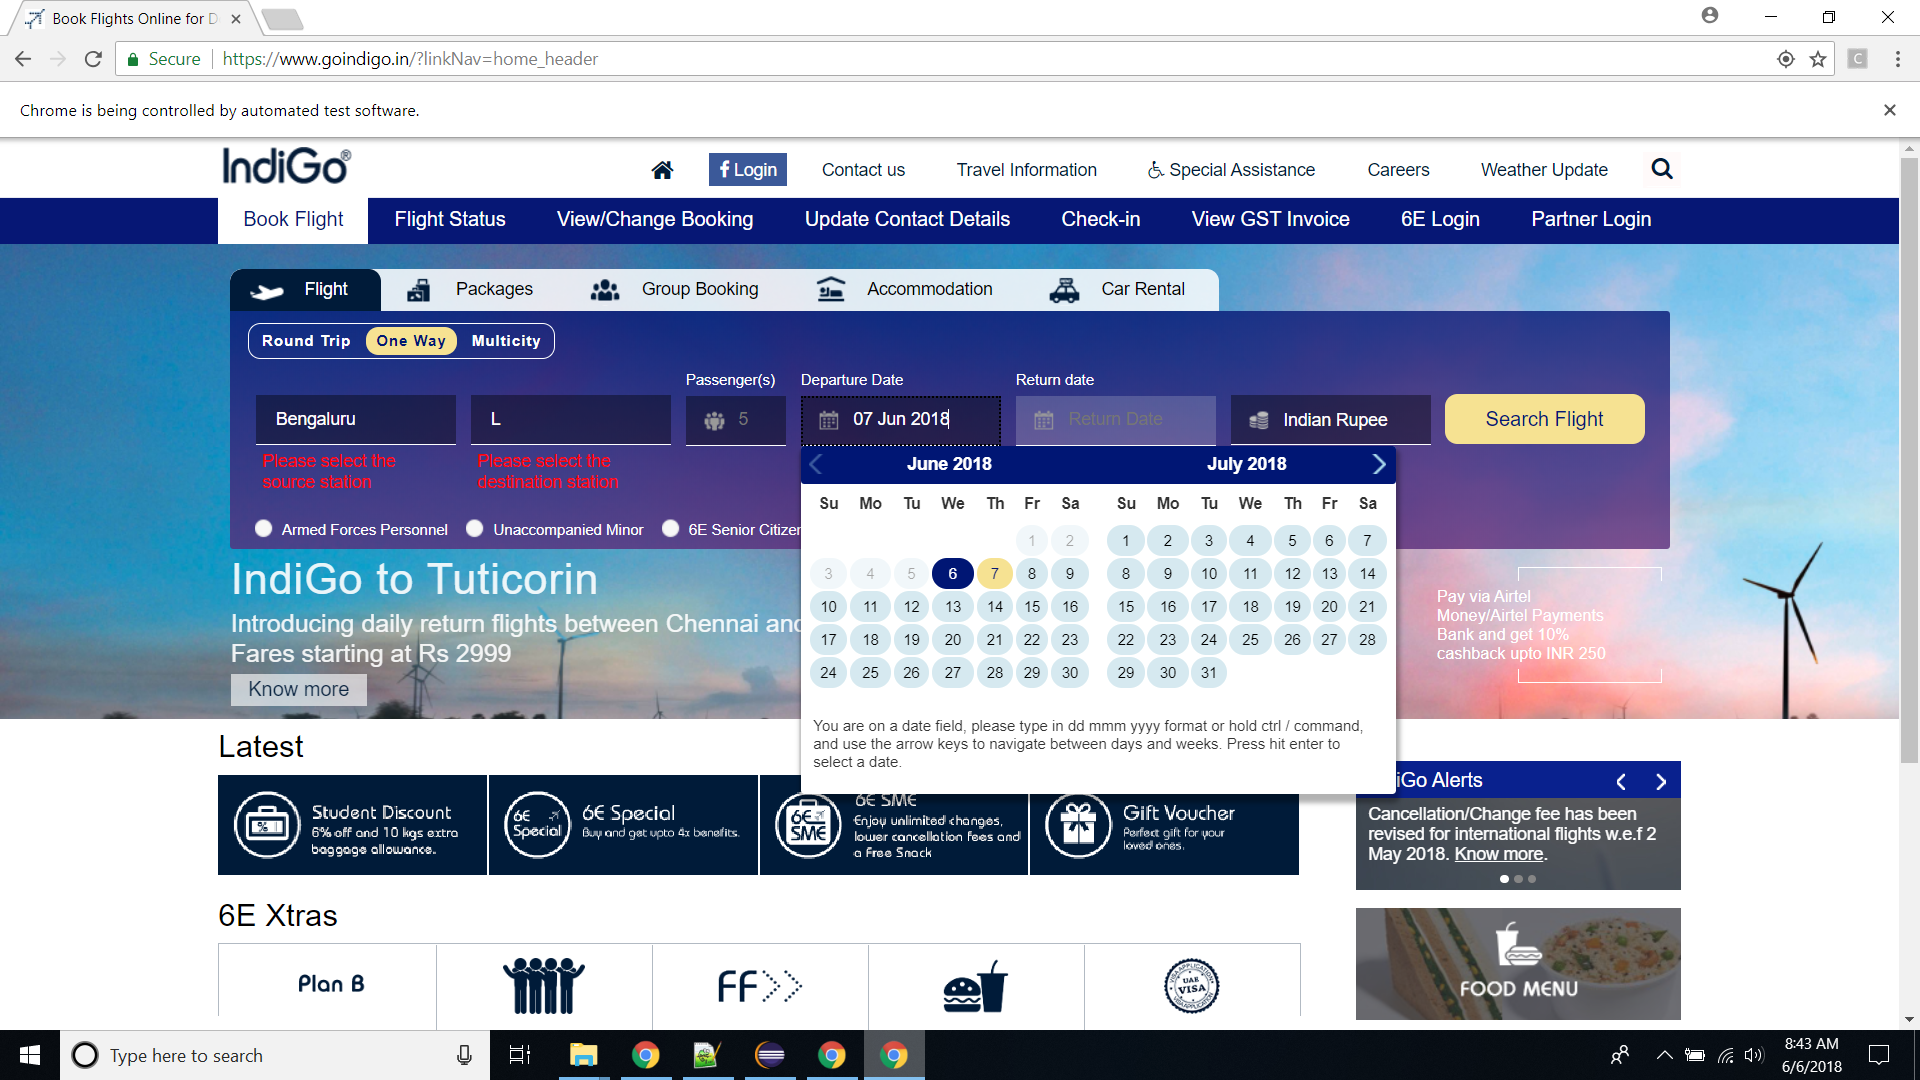 Book Flights Online for D
Secure
https://www.goindigo.in/?linkNav=home_header
C
Chrome is being controlled by automated test software.
IndiGo®
f Login
Contact us
Travel Information
Special Assistance
Careers
Weather Update
Book Flight
Flight Status
View/Change Booking
Update Contact Details
Check-in
View GST Invoice
6E Login
Partner Login
Flight
Packages
Group Booking
Accommodation
Car Rental
Round Trip
One Way
Multicity
Passenger(s)
Departure Date
Return date
Bengaluru
L
5
07 Jun 2018
Return Date
Indian Rupee
Search Flight
Please select the
source station
Please select the
destination station
Armed Forces Personnel
Unaccompanied Minor
6E Senior Citizen
June 2018
July 2018
Su Mo Tu We Th Fr Sa
1 2
3 4 5 6 7 8 9
10 11 12 13 14 15 16
17 18 19 20 21 22 23
24 25 26 27 28 29 30
Su Mo Tu We Th Fr Sa
1 2 3 4 5 6 7
8 9 10 11 12 13 14
15 16 17 18 19 20 21
22 23 24 25 26 27 28
29 30 31
You are on a date field, please type in dd mmm yyyy format or hold ctrl / command,
and use the arrow keys to navigate between days and weeks. Press hit enter to
select a date.
IndiGo to Tuticorin
Introducing daily return flights between Chennai and
Fares starting at Rs 2999
Know more
Pay via Airtel
Money/Airtel Payments
Bank and get 10%
cashback upto INR 250
Latest
Student Discount
6% off and 10 kgs extra
baggage allowance.
6E
Special
6E Special
Buy and get upto 4x benefits.
6E
SME
6E SME
Enjoy unlimited changes,
lower cancellation fees and
a Free Snack
Gift Voucher
Perfect gift for your
loved ones.
iGo Alerts
Cancellation/Change fee has been
revised for international flights w.e.f 2
May 2018. Know more.
6E Xtras
Plan B
FF
VISA APPLICATION
UAE
VISA
VISA APPLICATION
FOOD MENU
Type here to search
8:43 AM
6/6/2018